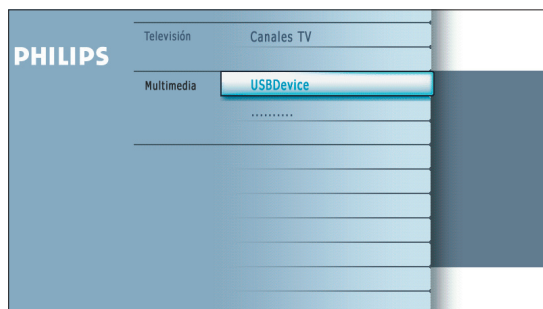 Televisión Canales TV
PHILIPS
Multimedia USBDevice
..........